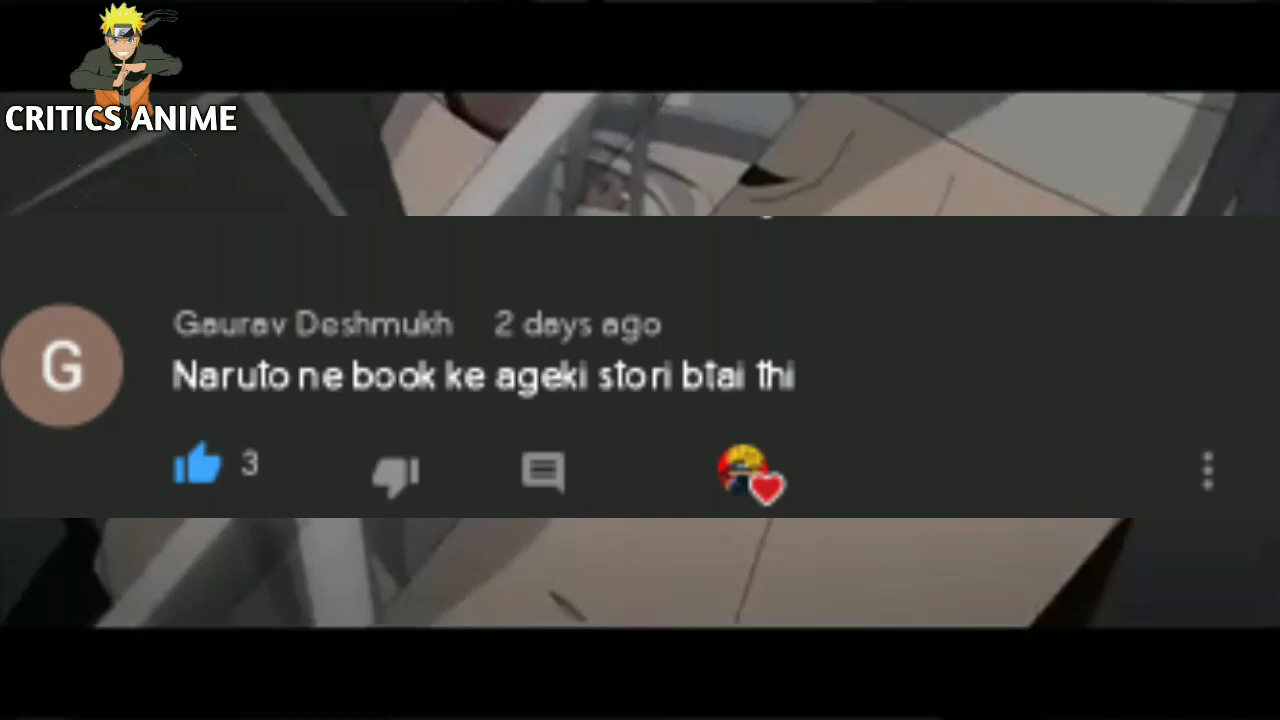 CRITICS ANIME
G
Gaurav Deshmukh 2 days ago
Naruto ne book ke ageki stori btai thi
3